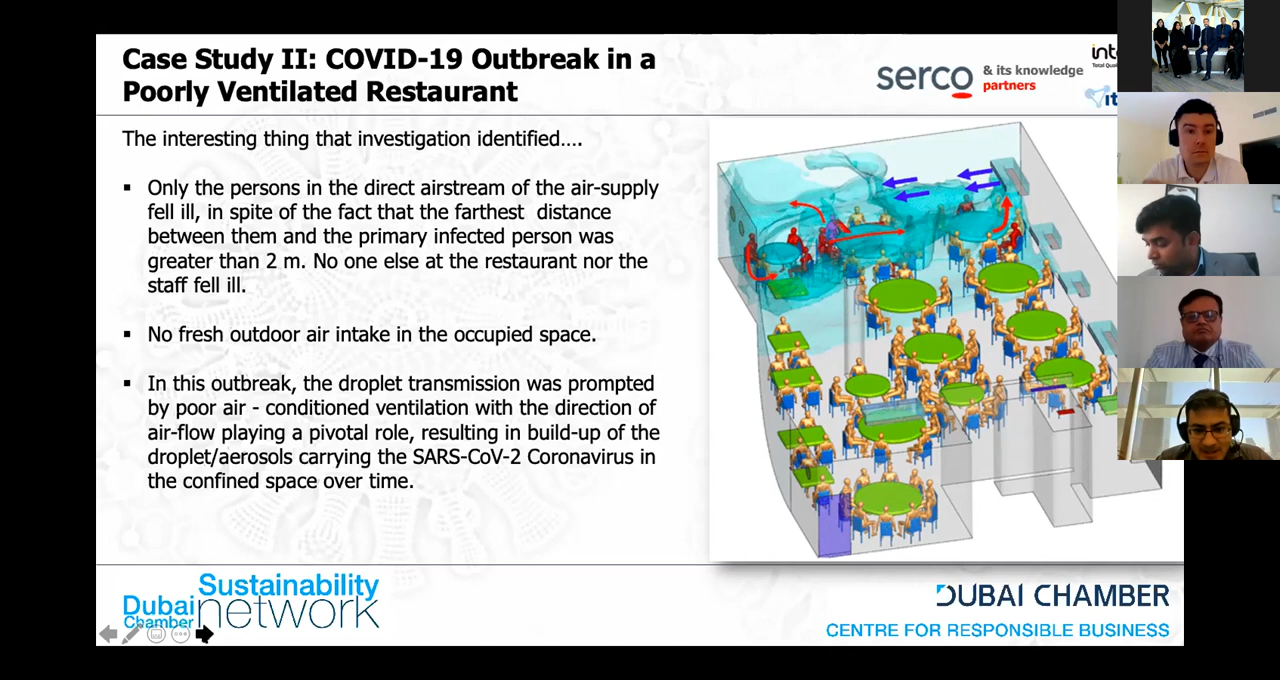 Case Study II: COVID-19 Outbreak in a
Poorly Ventilated Restaurant
serco
& its knowledge
partners
The interesting thing that investigation identified....
▪ Only the persons in the direct airstream of the air-supply
fell ill, in spite of the fact that the farthest distance
between them and the primary infected person was
greater than 2 m. No one else at the restaurant nor the
staff fell ill.
▪ No fresh outdoor air intake in the occupied space.
▪ In this outbreak, the droplet transmission was prompted
by poor air - conditioned ventilation with the direction of
air-flow playing a pivotal role, resulting in build-up of the
droplet/aerosols carrying the SARS-CoV-2 Coronavirus in
the confined space over time.
Dubai
Chamber
Sustainability
network
DUBAI CHAMBER
CENTRE FOR RESPONSIBLE BUSINESS